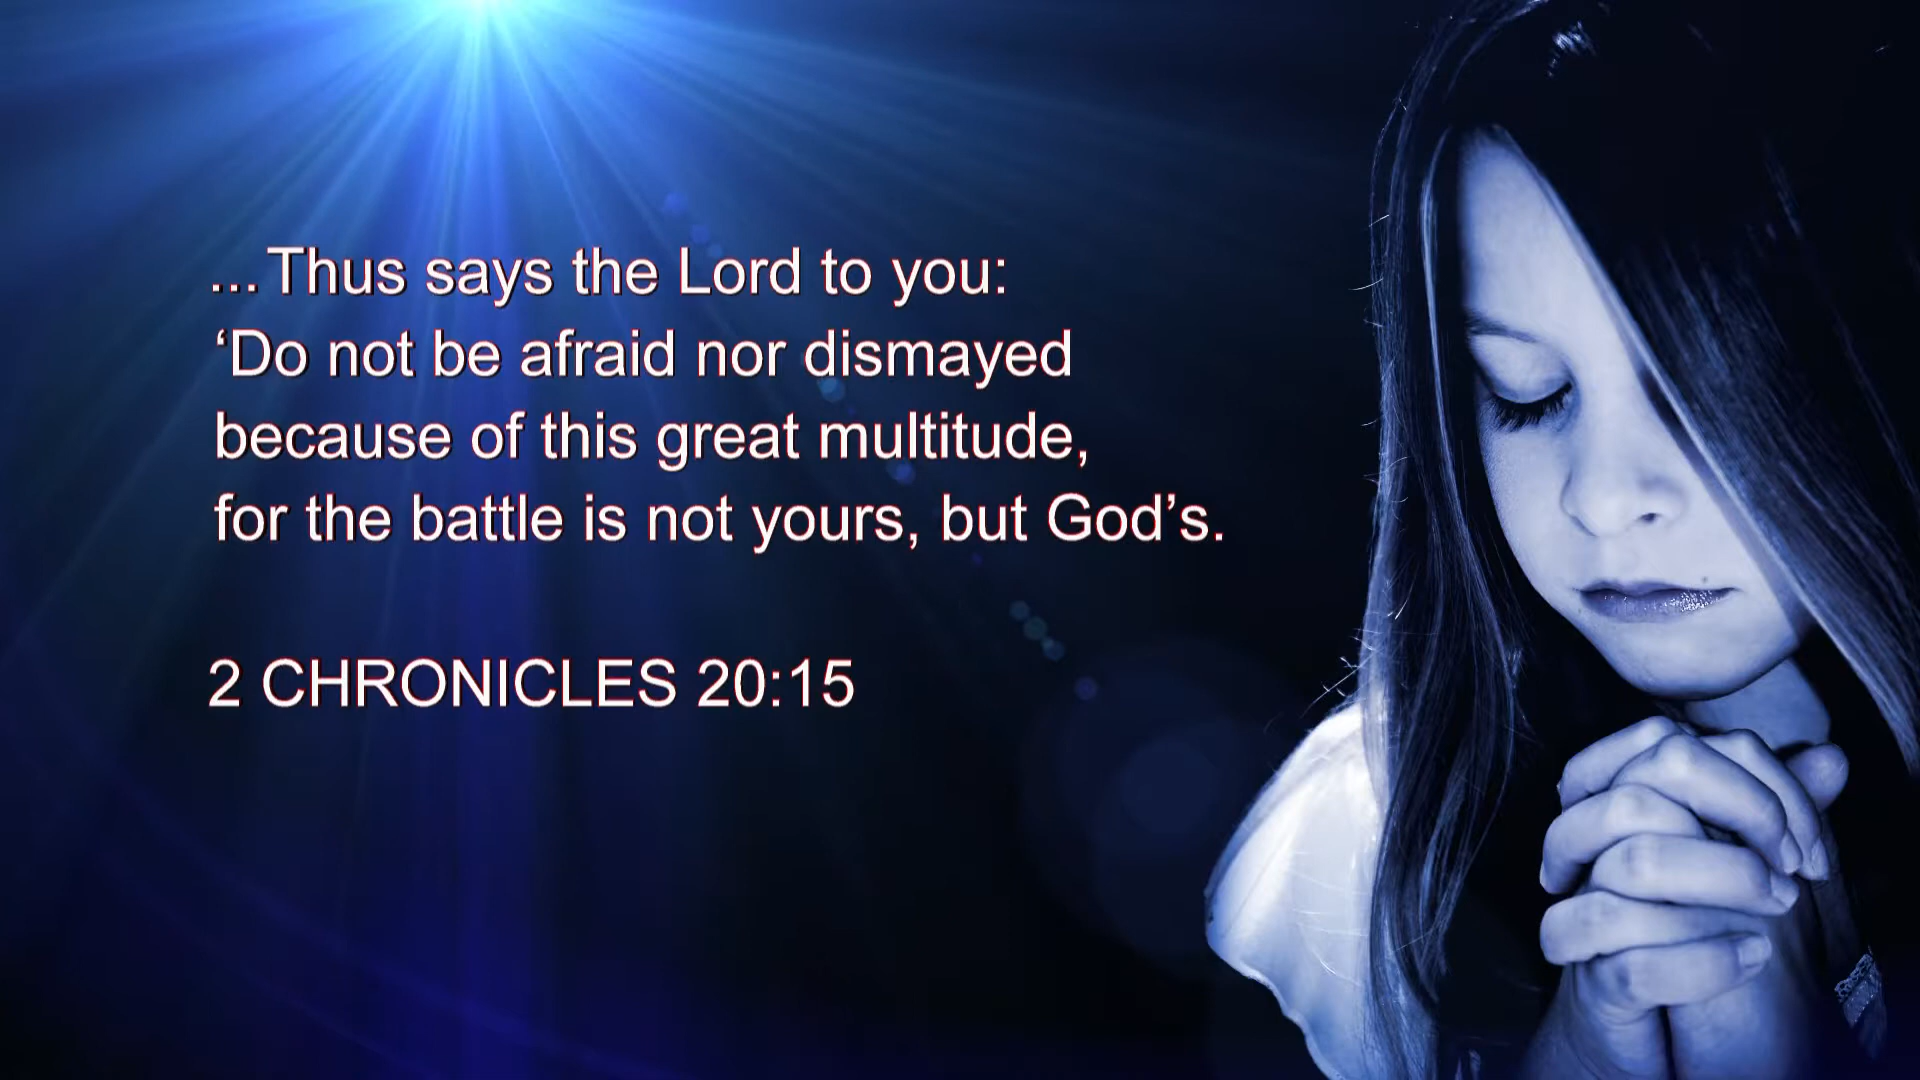 ...Thus says the Lord to you:
‘Do not be afraid nor dismayed
because of this great multitude,
for the battle is not yours, but God’s.
2 CHRONICLES 20:15